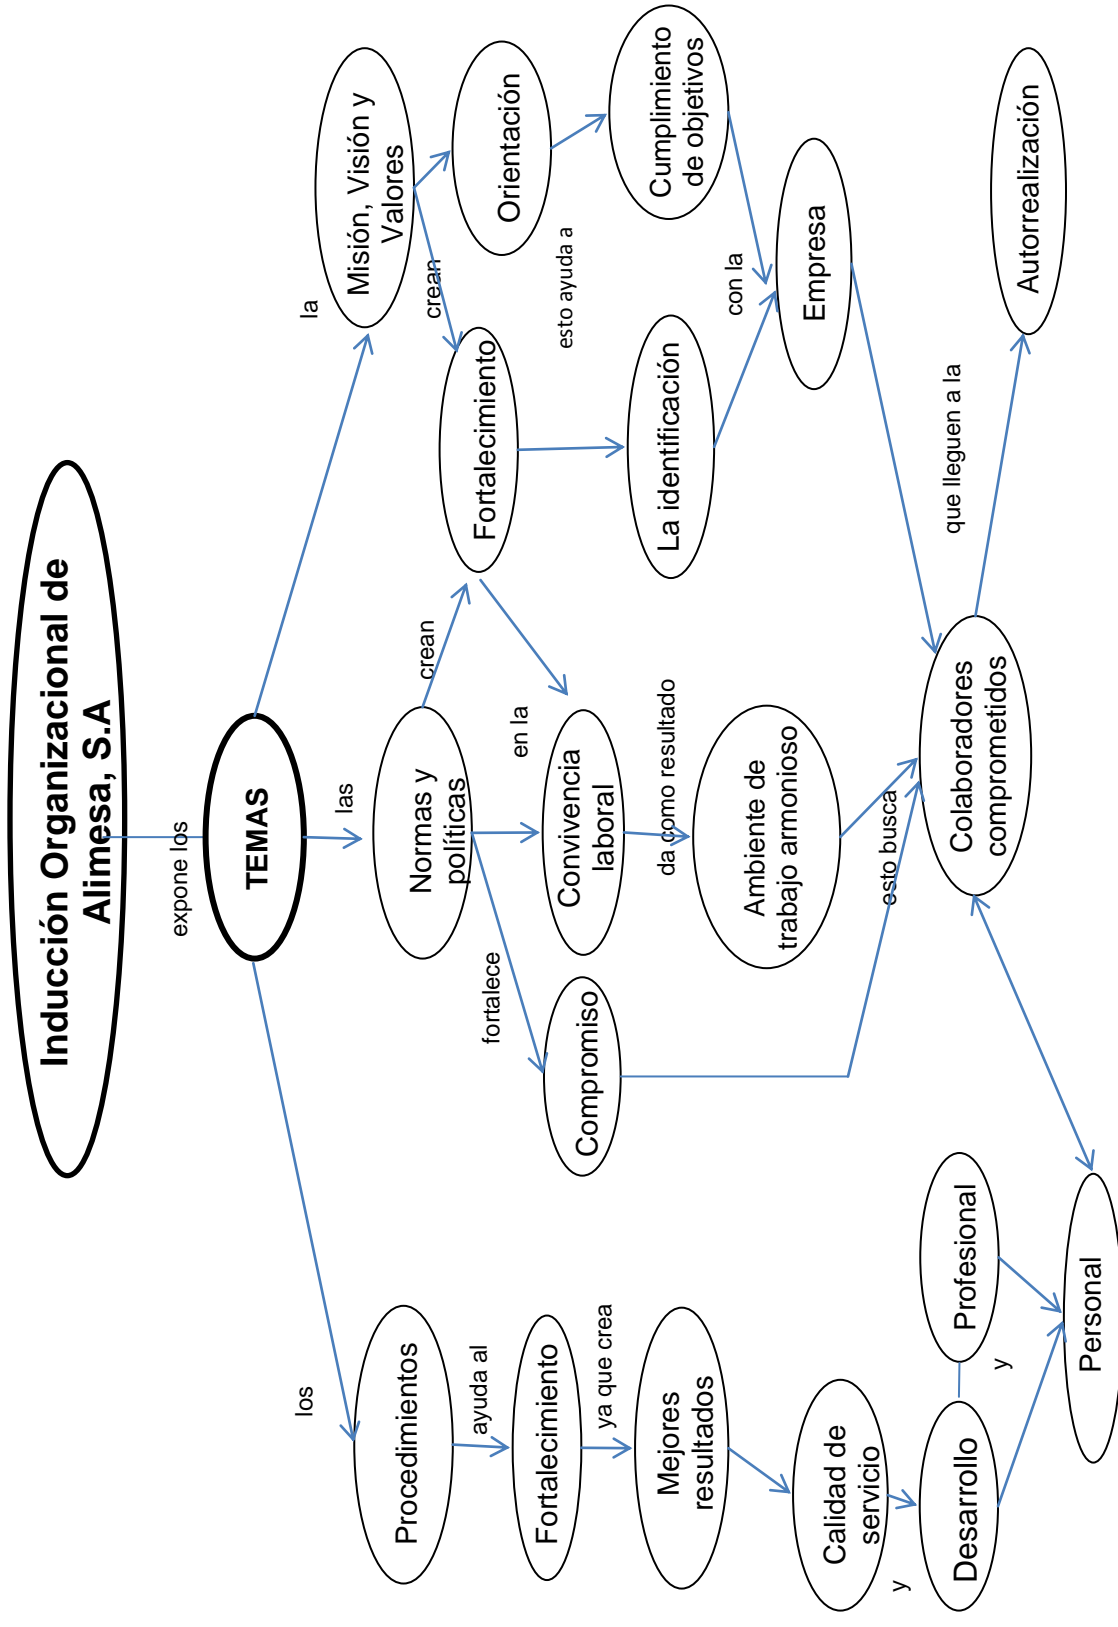 Inducción Organizacional de
Alimesa, S.A
expone los
TEMAS
los
las
la
Procedimientos
Normas y
políticas
Misión, Visión y
Valores
ayuda al
fortalece
crean
crean
Fortalecimiento
Compromiso
Convivencia
laboral
en la
Fortalecimiento
Orientación
esto ayuda a
ya que crea
Mejores
resultados
da como resultado
Ambiente de
trabajo armonioso
La identificación
Cumplimiento
de objetivos
con la
Empresa
Calidad de
servicio
esto busca
y
Desarrollo
Profesional
y
Colaboradores
comprometidos
que lleguen a la
Autorrealización
Personal